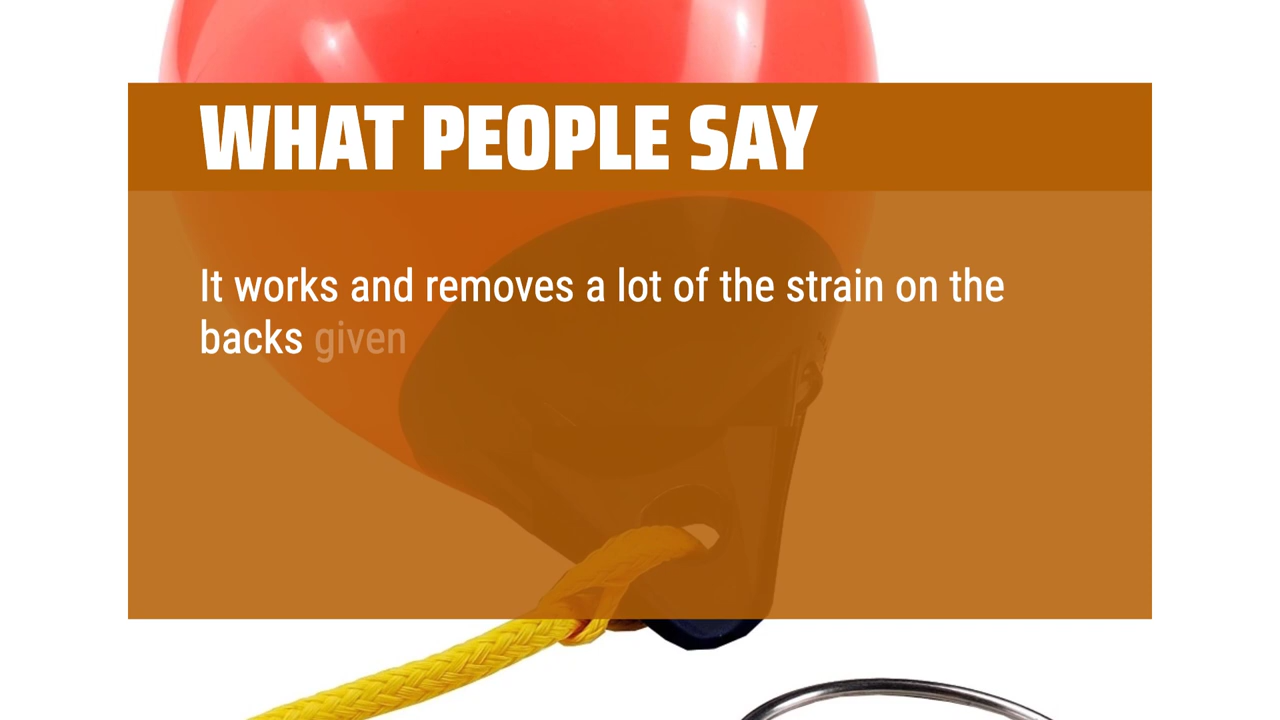 WHAT PEOPLE SAY
It works and removes a lot of the strain on the
backs given